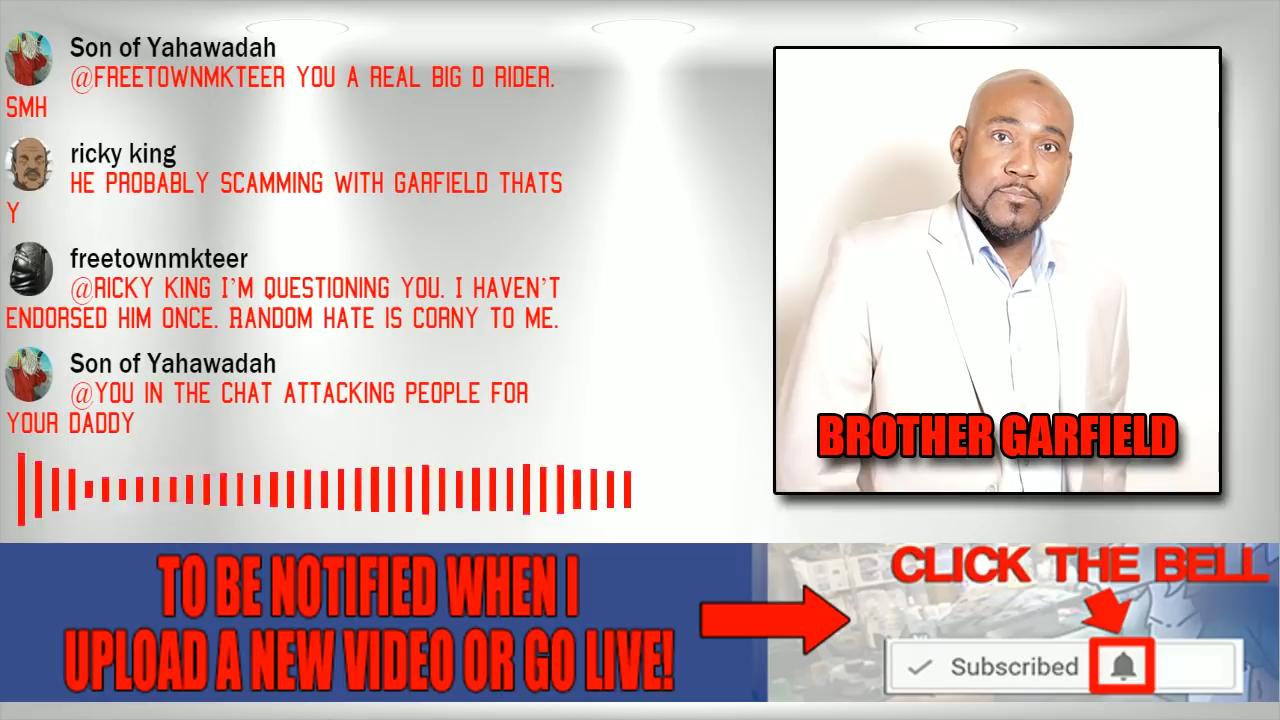 Son of Yahawadah
@FREETOWNMKTEER YOU A REAL BIG D RIDER.
SMH
ricky king
HE PROBABLY SCAMMING WITH GARFIELD THATS
Y
freetownmkteer
@RICKY KING I'M QUESTIONING YOU. I HAVEN'T
ENDORSED HIM ONCE. RANDOM HATE IS CORNY TO ME.
Son of Yahawadah
@YOU IN THE CHAT ATTACKING PEOPLE FOR
YOUR DADDY
BROTHER GARFIELD
TO BE NOTIFIED WHEN I
UPLOAD A NEW VIDEO OR GO LIVE!
CLICK THE BELL
Subscribed